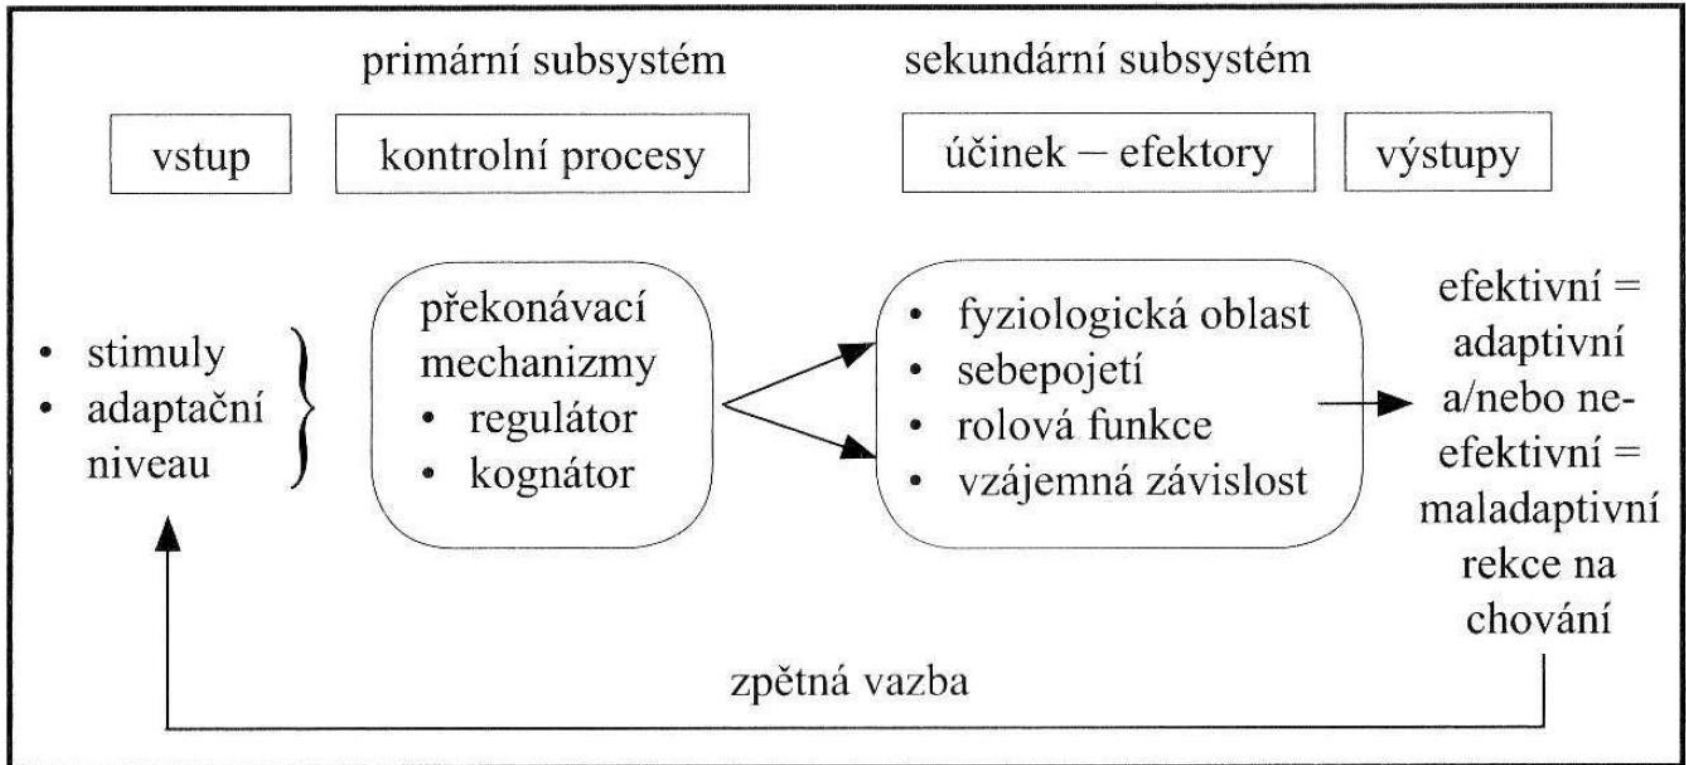 primární subsystém
sekundární subsystém
vstup
kontrolní procesy
účinek – efektory
výstupy
• stimuly
• adaptační
niveau
překonávací
mechanizmy
• regulátor
• kognátor
• fyziologická oblast
• sebepojetí
• rolová funkce
• vzájemná závislost
efektivní =
adaptivní
a/nebo ne-
efektivní =
maladaptivní
rekce na
chování
zpětná vazba